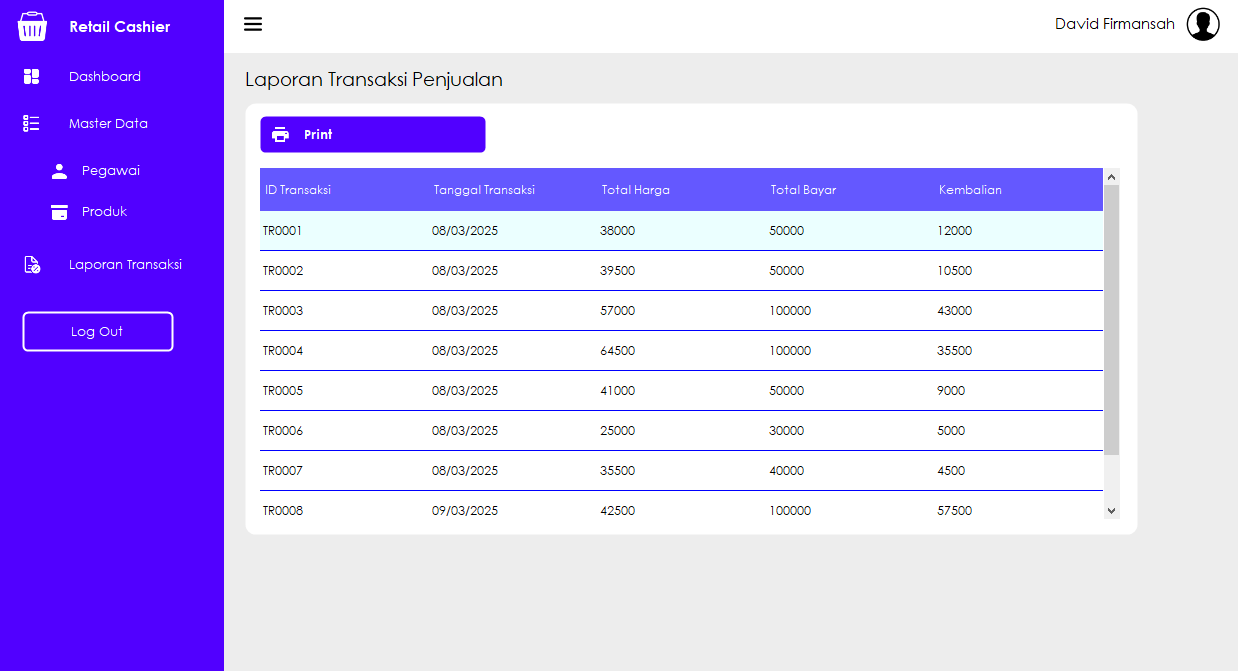 Retail Cashier
David Firmansah
Dashboard
Master Data
Pegawai
Produk
Laporan Transaksi
Log Out
Laporan Transaksi Penjualan
Print
ID Transaksi Tanggal Transaksi Total Harga Total Bayar Kembalian
TR0001 08/03/2025 38000 50000 12000
TR0002 08/03/2025 39500 50000 10500
TR0003 08/03/2025 57000 100000 43000
TR0004 08/03/2025 64500 100000 35500
TR0005 08/03/2025 41000 50000 9000
TR0006 08/03/2025 25000 30000 5000
TR0007 08/03/2025 35500 40000 4500
TR0008 09/03/2025 42500 100000 57500